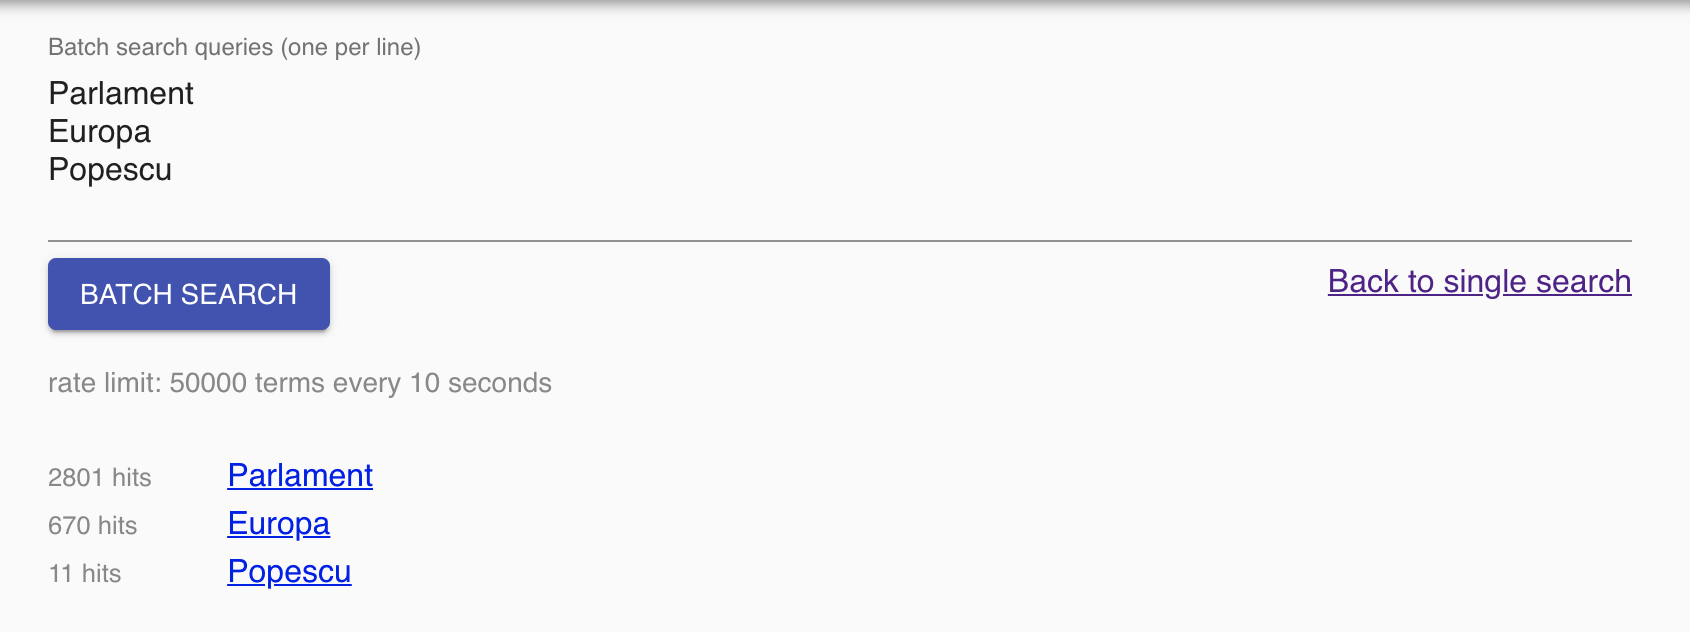 Batch search queries (one per line)
Parlament
Europa
Popescu
BATCH SEARCH
Back to single search
rate limit: 50000 terms every 10 seconds
2801 hits Parlament
670 hits Europa
11 hits Popescu